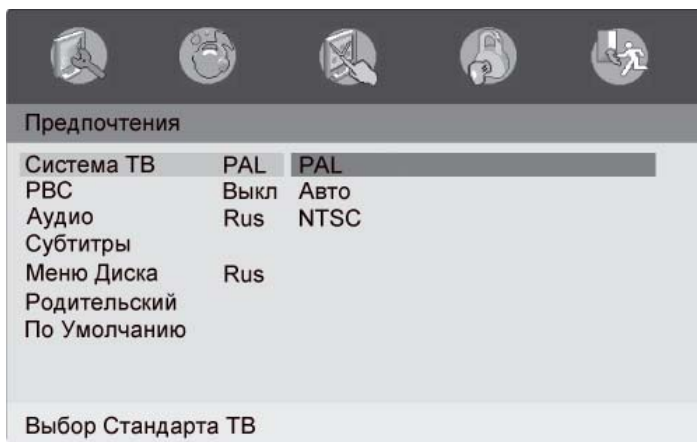 Предпочтения
Система ТВ PAL PAL
PBC Выкл Авто
Аудио Rus NTSC
Субтитры
Меню Диска Rus
Родительский
По Умолчанию
Выбор Стандарта ТВ